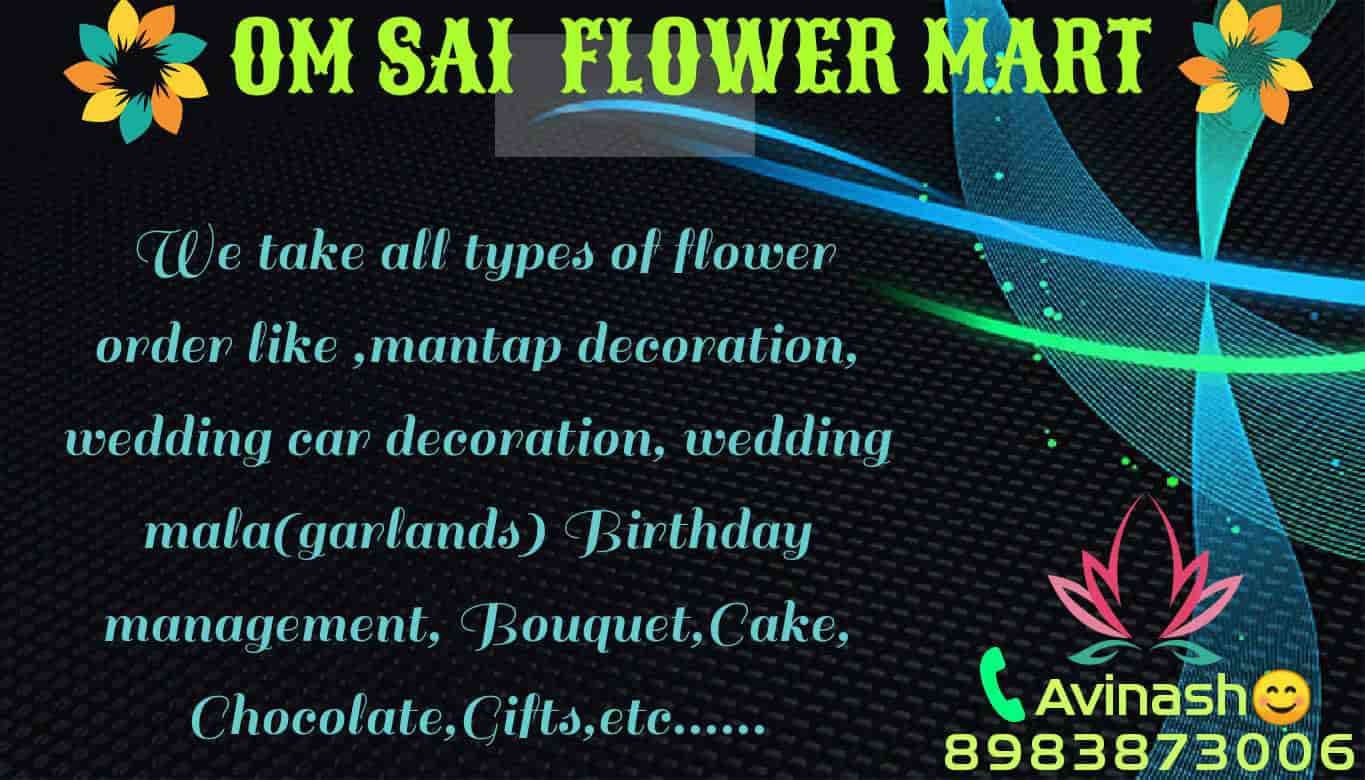 OM SAI FLOWER MART
We take all types of flower
order like ,mantap decoration,
wedding car decoration, wedding
mala(garlands) Birthday
management, Bouquet,Cake,
Chocolate,Gifts,etc......
Avinash😊
8983873006